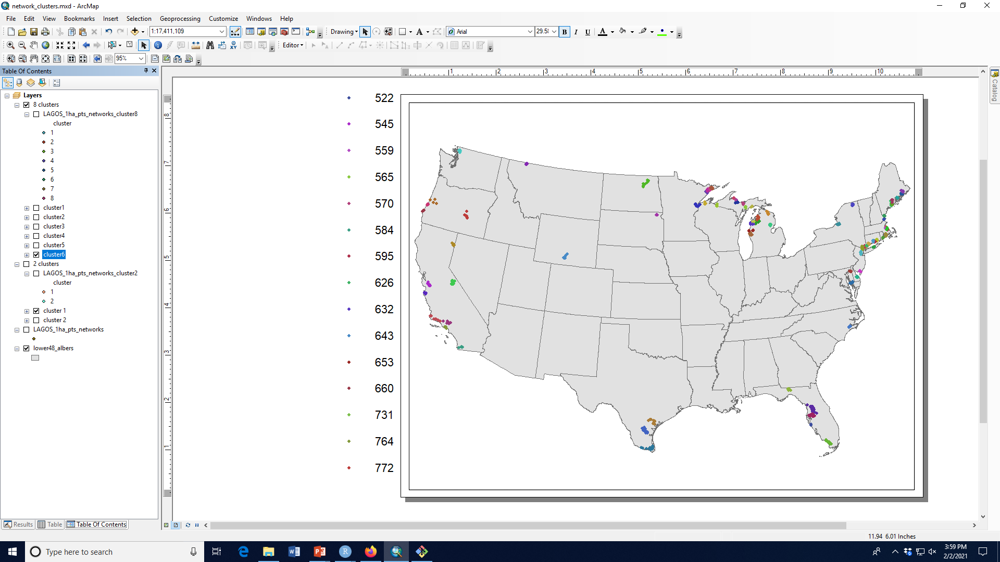 network_clusters.mxd - ArcMap
File Edit View Bookmarks Insert Selection Geoprocessing Customize Windows Help
1:17,411,109 Drawing A Arial 29.5 B I U A
Editor
95%
Table Of Contents
Layers
8 clusters
LAGOS_1ha_pts_networks_cluster8
cluster
1
2
3
4
5
6
7
8
cluster1
cluster2
cluster3
cluster4
cluster5
cluster6
2 clusters
LAGOS_1ha_pts_networks_cluster2
cluster
1
2
cluster 1
cluster 2
LAGOS_1ha_pts_networks
lower48_albers
Results Table Table Of Contents
1 2 3 4 5 6 7 8 9 10
8
7
6
5
4
3
2
1
522
545
559
565
570
584
595
626
632
643
653
660
731
764
772
Catalog
11.94 6.01 Inches
Type here to search
3:59 PM
2/2/2021